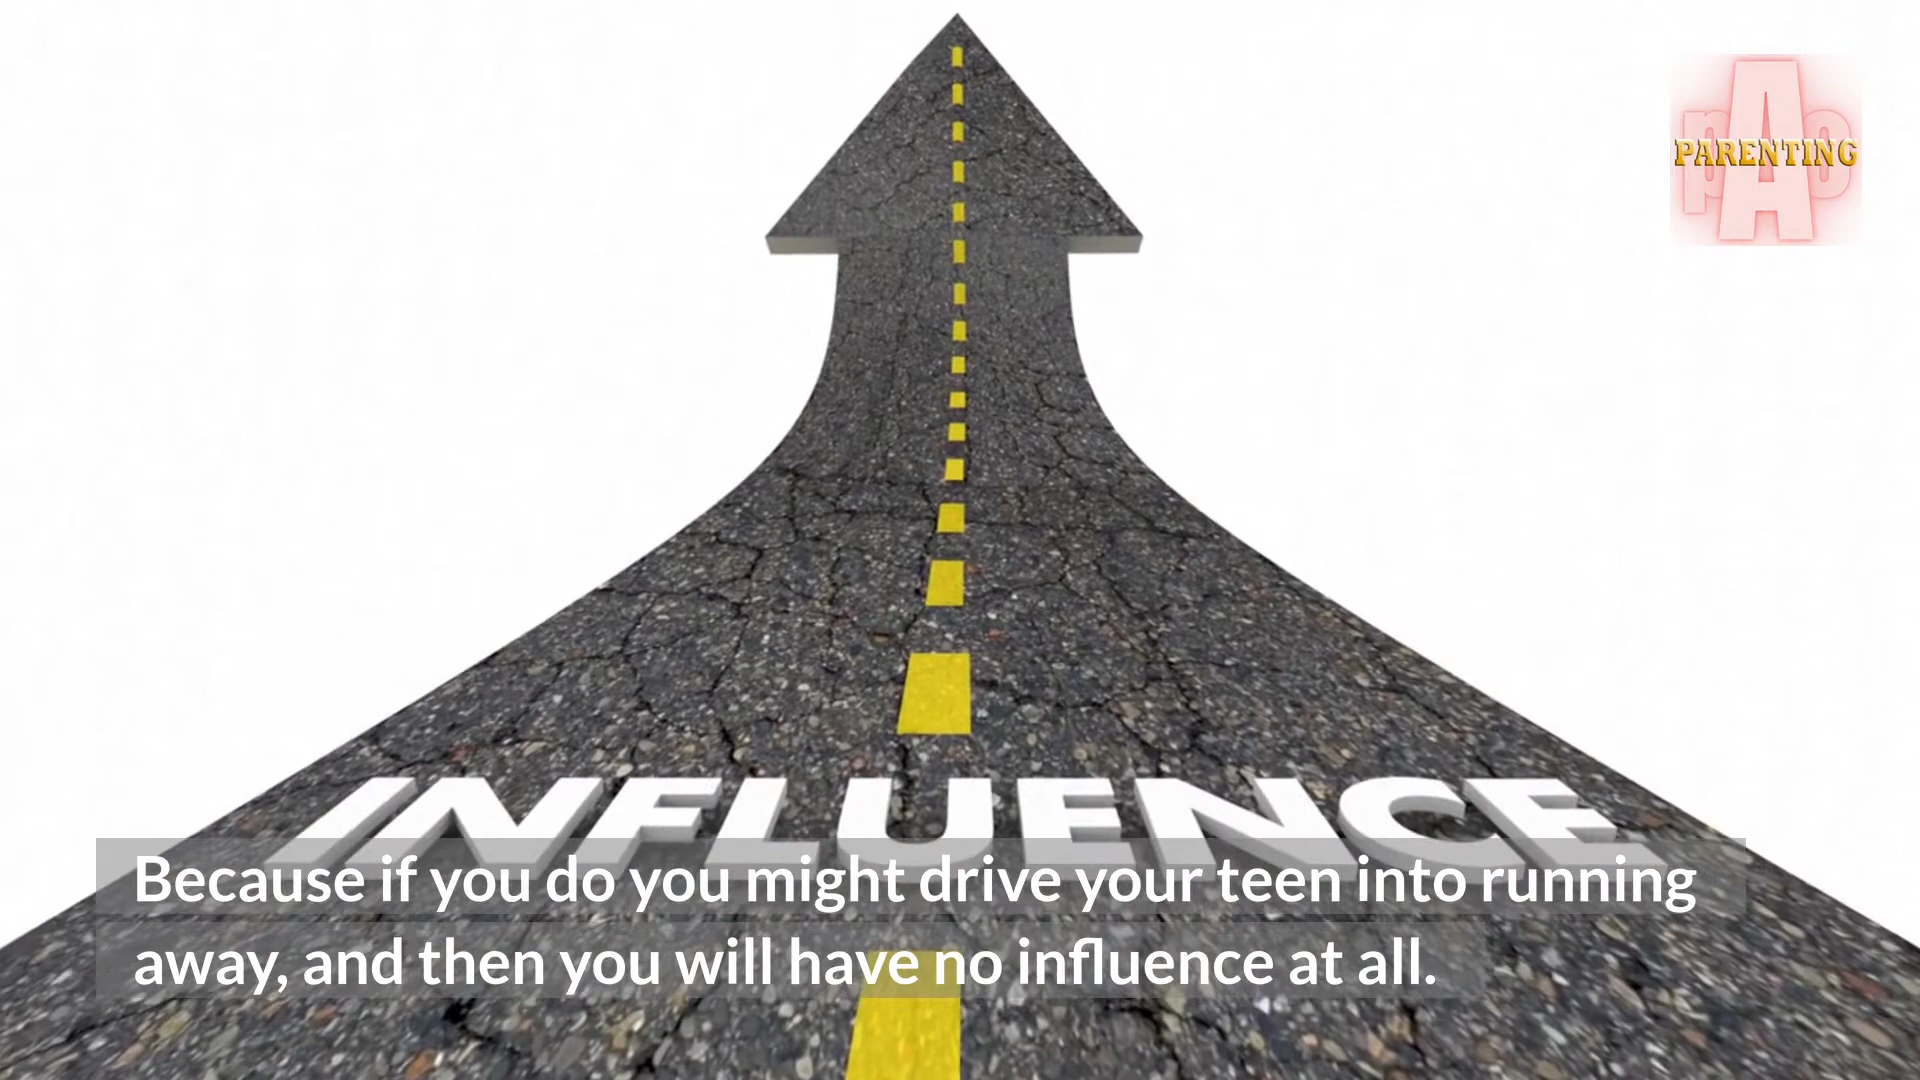 A
PARENTING
INFLUENCE
Because if you do you might drive your teen into running
away, and then you will have no influence at all.